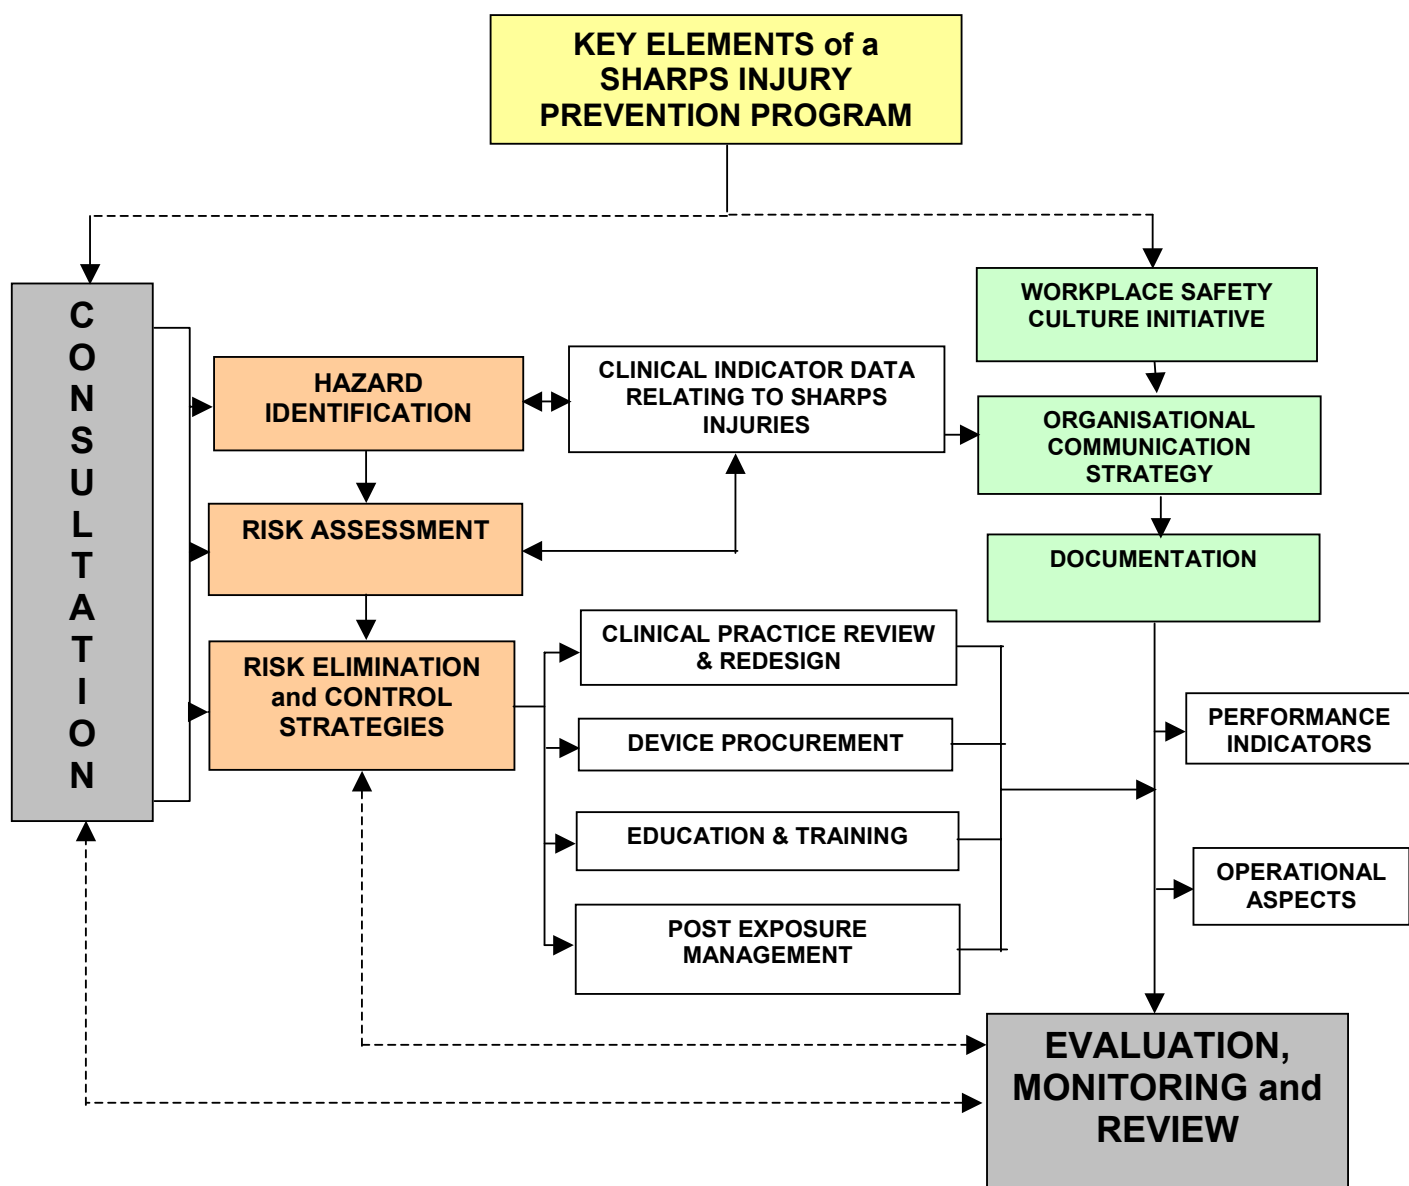 KEY ELEMENTS of a
SHARPS INJURY
PREVENTION PROGRAM
C
O
N
S
U
L
T
A
T
I
O
N
WORKPLACE SAFETY
CULTURE INITIATIVE
HAZARD
IDENTIFICATION
CLINICAL INDICATOR DATA
RELATING TO SHARPS
INJURIES
ORGANISATIONAL
COMMUNICATION
STRATEGY
RISK ASSESSMENT
DOCUMENTATION
RISK ELIMINATION
and CONTROL
STRATEGIES
CLINICAL PRACTICE REVIEW
& REDESIGN
DEVICE PROCUREMENT
PERFORMANCE
INDICATORS
EDUCATION & TRAINING
OPERATIONAL
ASPECTS
POST EXPOSURE
MANAGEMENT
EVALUATION,
MONITORING and
REVIEW